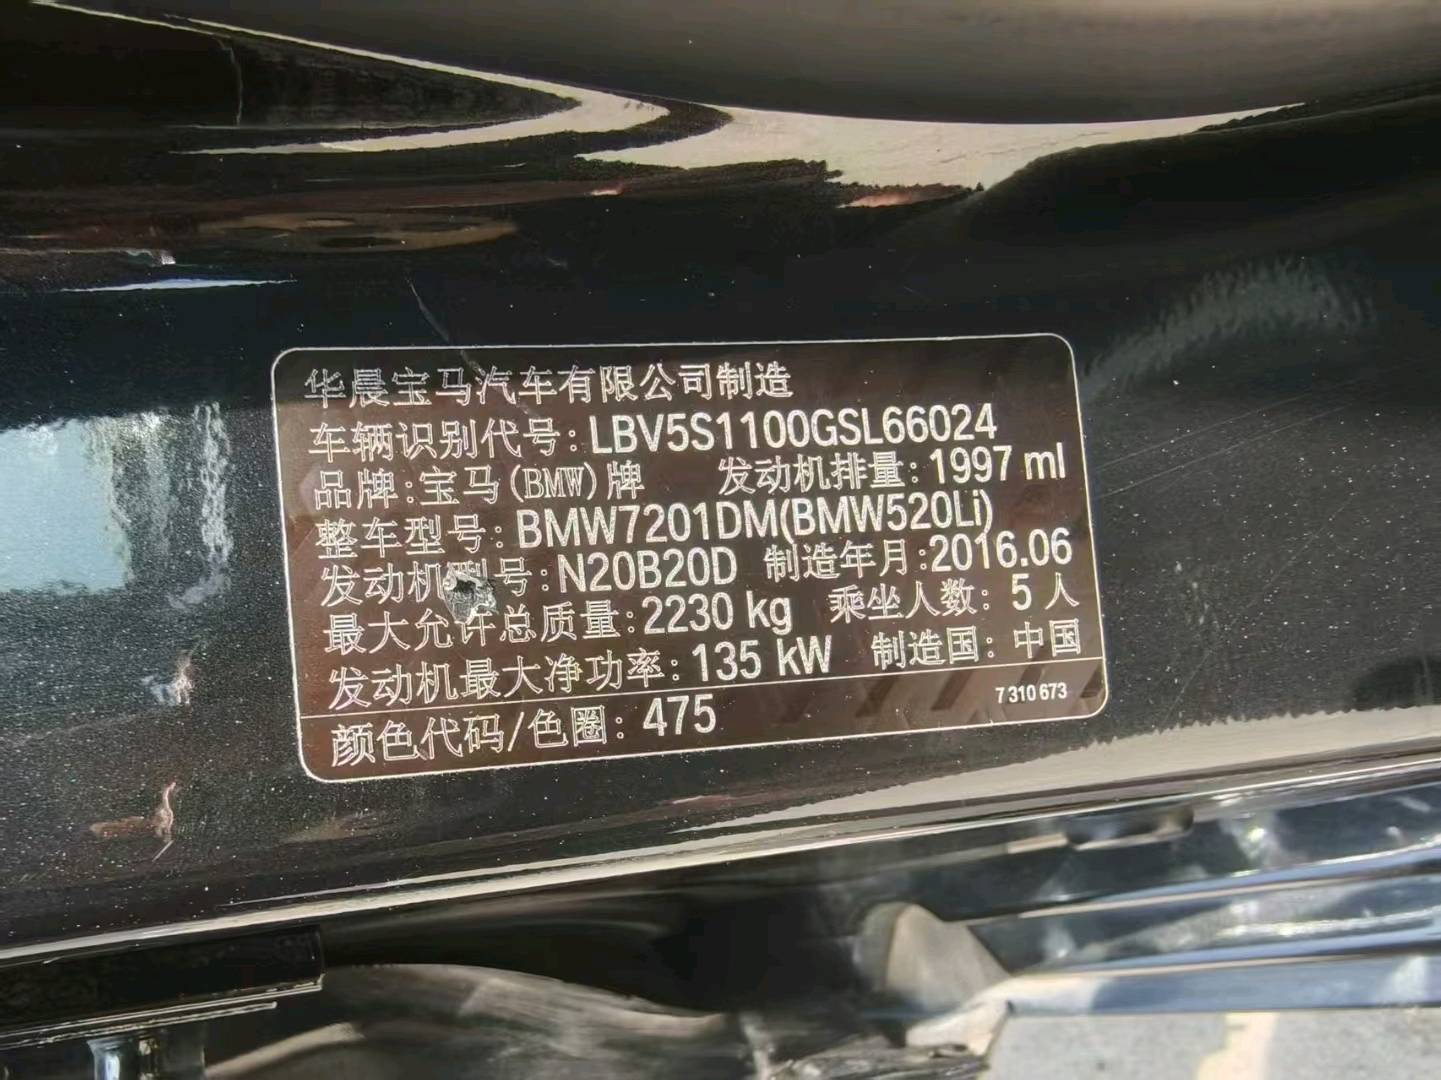 华晨宝马汽车有限公司制造
车辆识别代号:LBV5S1100GSL66024
品牌:宝马(BMW)牌 发动机排量:1997 ml
整车型号:BMW7201DM(BMW520Li)
发动机型号:N20B20D 制造年月:2016.06
最大允许总质量:2230 kg 乘坐人数:5 人
发动机最大净功率:135 kW 制造国:中国
颜色代码/色圈:475 7 310 673